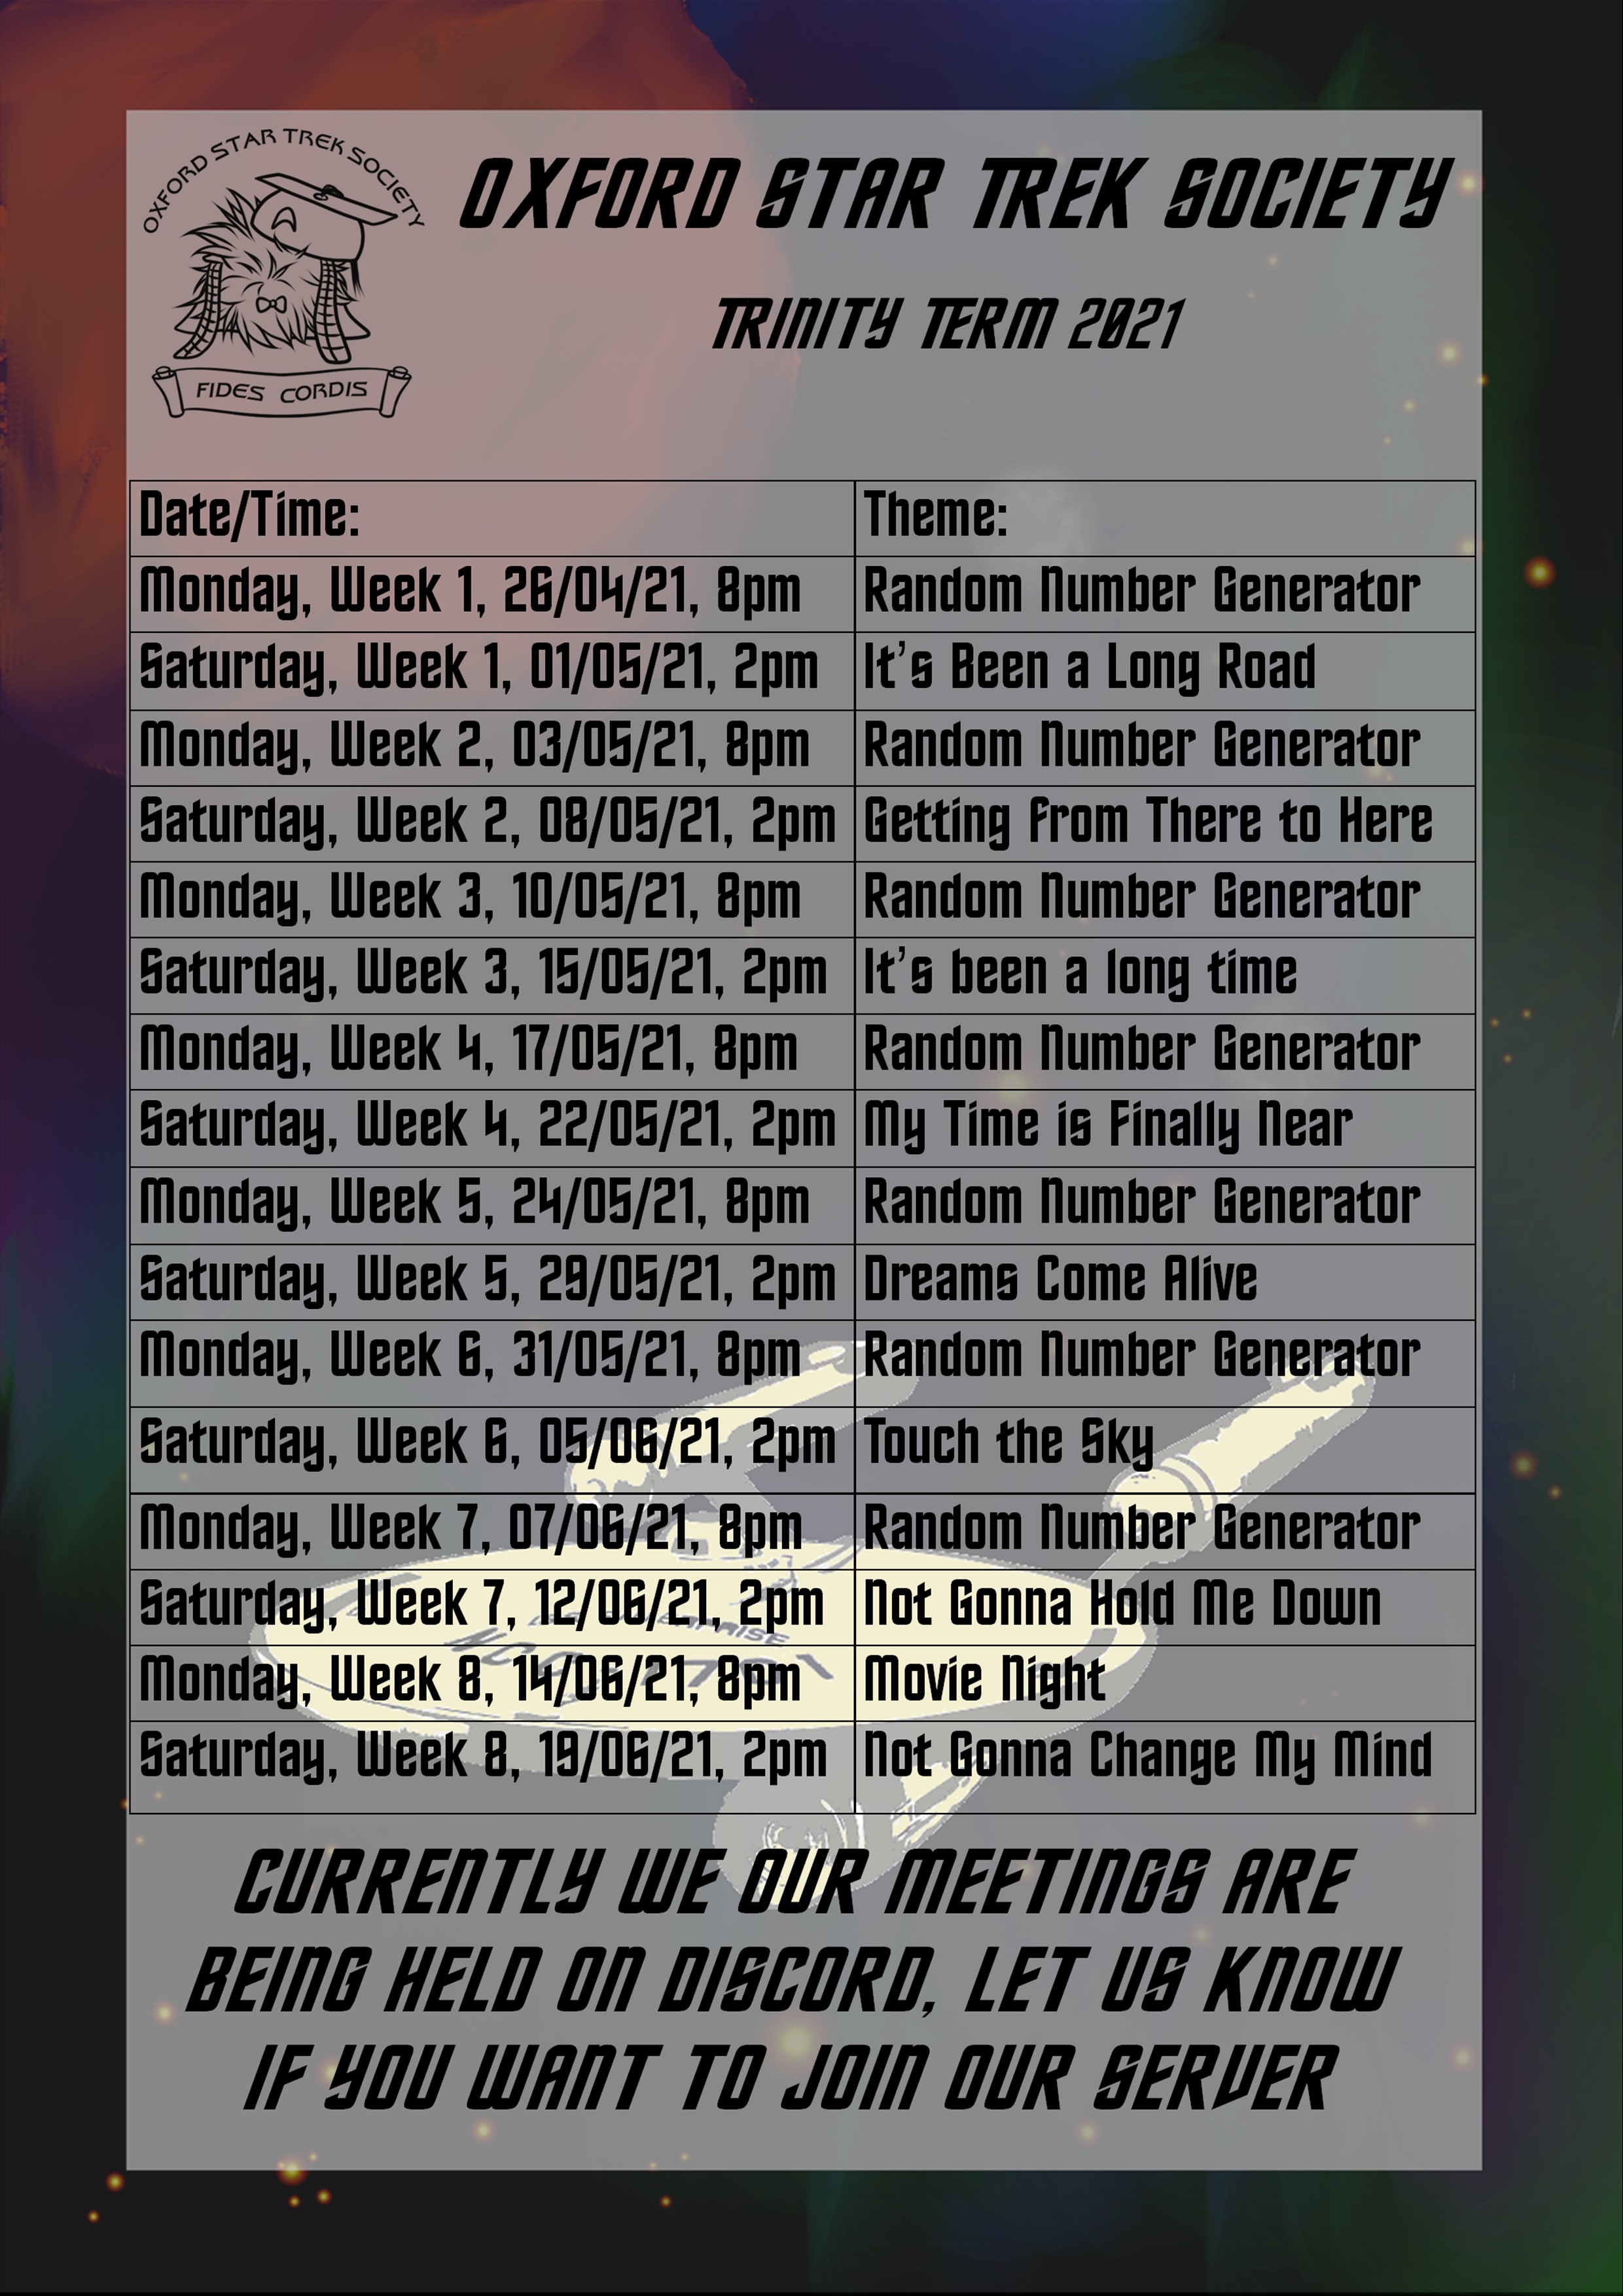 OXFORD STAR TREK SOCIETY
FIDES CORDIS
OXFORD STAR TREK SOCIETY
TRINITY TERM 2021
Date/Time: Theme:
Monday, Week 1, 26/04/21, 8pm Random Number Generator
Saturday, Week 1, 01/05/21, 2pm It's Been a Long Road
Monday, Week 2, 03/05/21, 8pm Random Number Generator
Saturday, Week 2, 08/05/21, 2pm Getting from There to Here
Monday, Week 3, 10/05/21, 8pm Random Number Generator
Saturday, Week 3, 15/05/21, 2pm It's been a long time
Monday, Week 4, 17/05/21, 8pm Random Number Generator
Saturday, Week 4, 22/05/21, 2pm My Time is Finally Near
Monday, Week 5, 24/05/21, 8pm Random Number Generator
Saturday, Week 5, 29/05/21, 2pm Dreams Come Alive
Monday, Week 6, 31/05/21, 8pm Random Number Generator
Saturday, Week 6, 05/06/21, 2pm Touch the Sky
Monday, Week 7, 07/06/21, 8pm Random Number Generator
Saturday, Week 7, 12/06/21, 2pm Not Gonna Hold Me Down
Monday, Week 8, 14/06/21, 8pm Movie Night
Saturday, Week 8, 19/06/21, 2pm Not Gonna Change My Mind
CURRENTLY WE OUR MEETINGS ARE
BEING HELD ON DISCORD, LET US KNOW
IF YOU WANT TO JOIN OUR SERVER